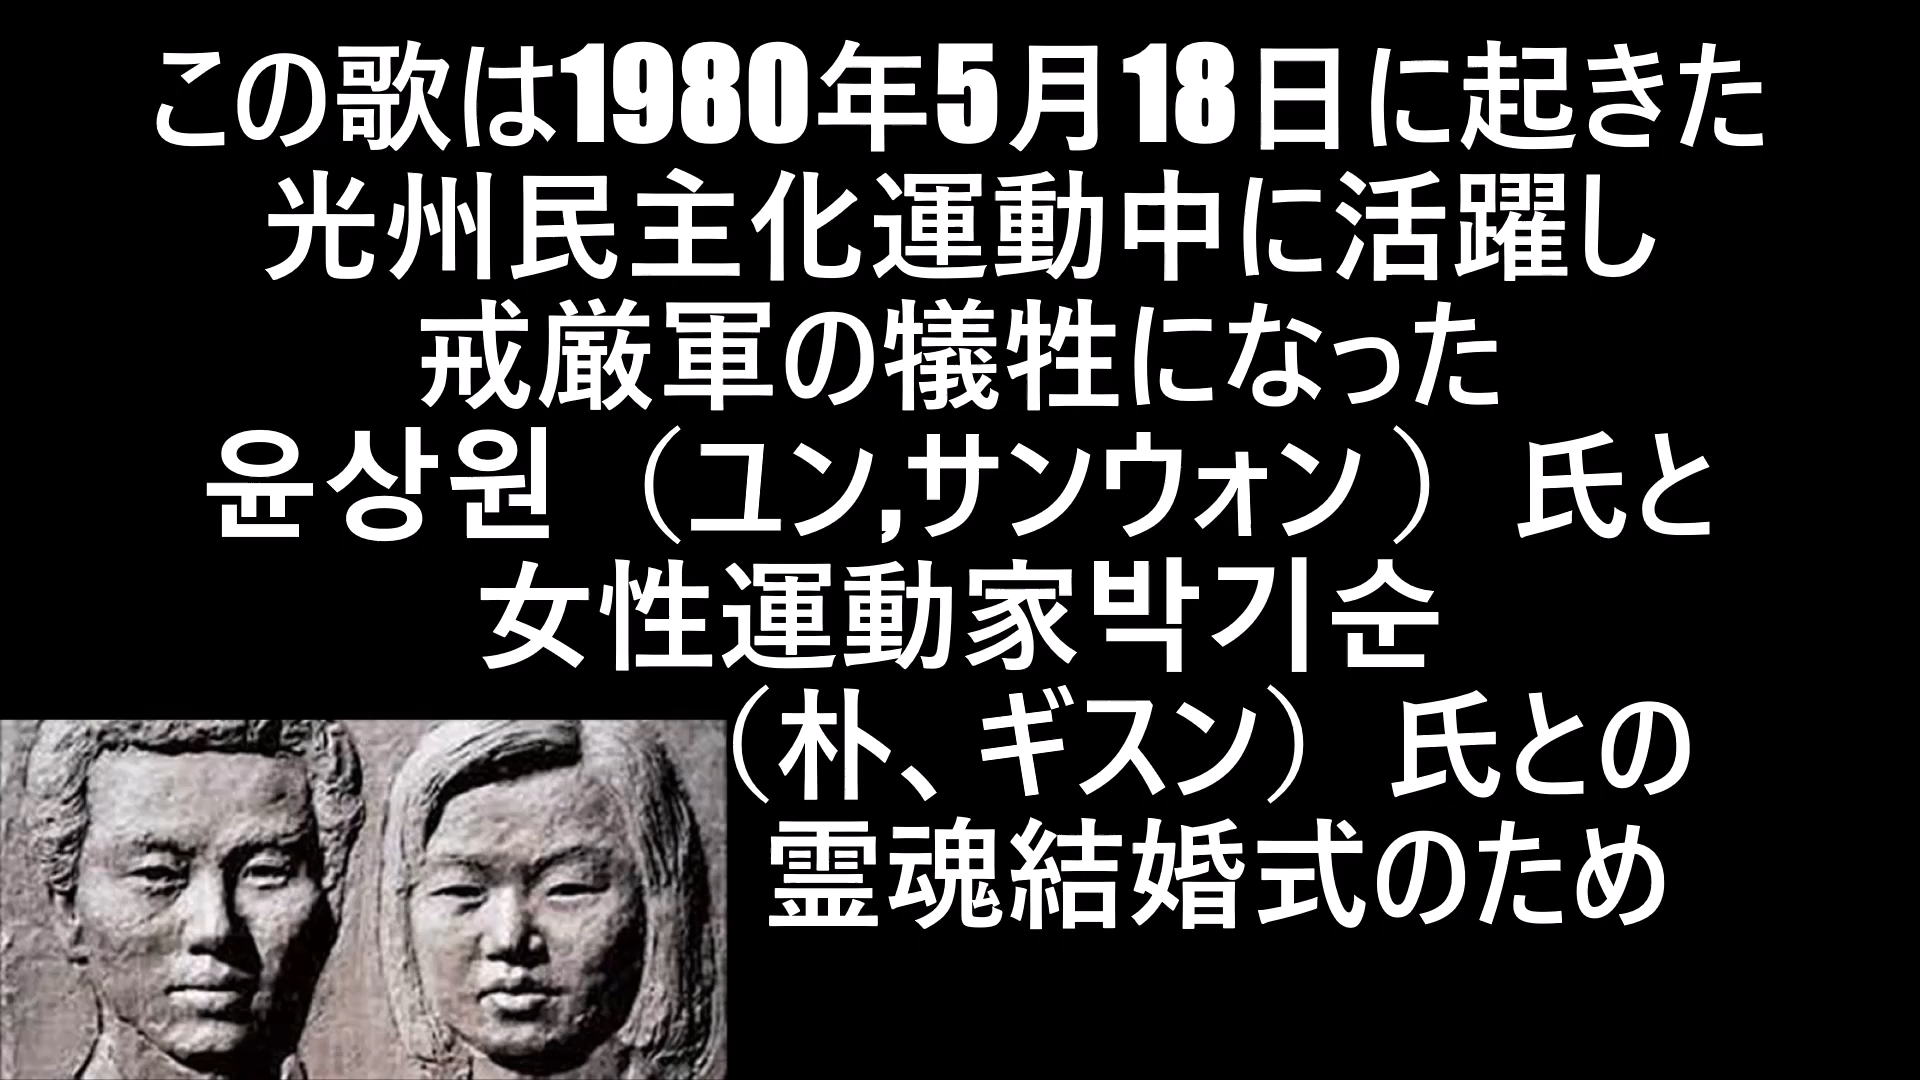 この歌は1980年5月18日に起きた
光州民主化運動中に活躍し
戒厳軍の犠牲になった
윤상원（ユン,サンウォン）氏と
女性運動家박기순
（朴、ギスン）氏との
霊魂結婚式のため